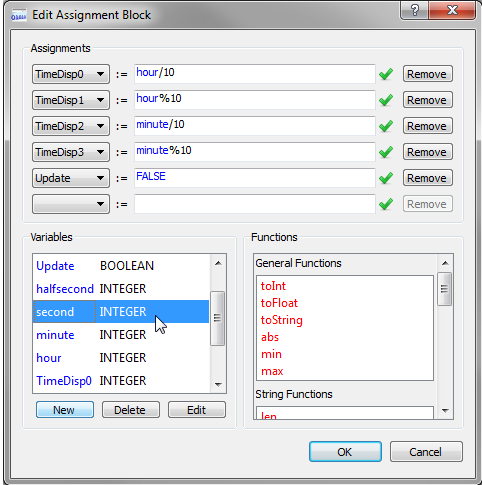 Edit Assignment Block
Assignments
TimeDisp0 := hour/10 Remove
TimeDisp1 := hour%10 Remove
TimeDisp2 := minute/10 Remove
TimeDisp3 := minute%10 Remove
Update := FALSE Remove
:= Remove
Variables
Update BOOLEAN
halfsecond INTEGER
second INTEGER
minute INTEGER
hour INTEGER
TimeDisp0 INTEGER
New Delete Edit
Functions
General Functions
toInt
toFloat
toString
abs
min
max
String Functions
len
OK Cancel